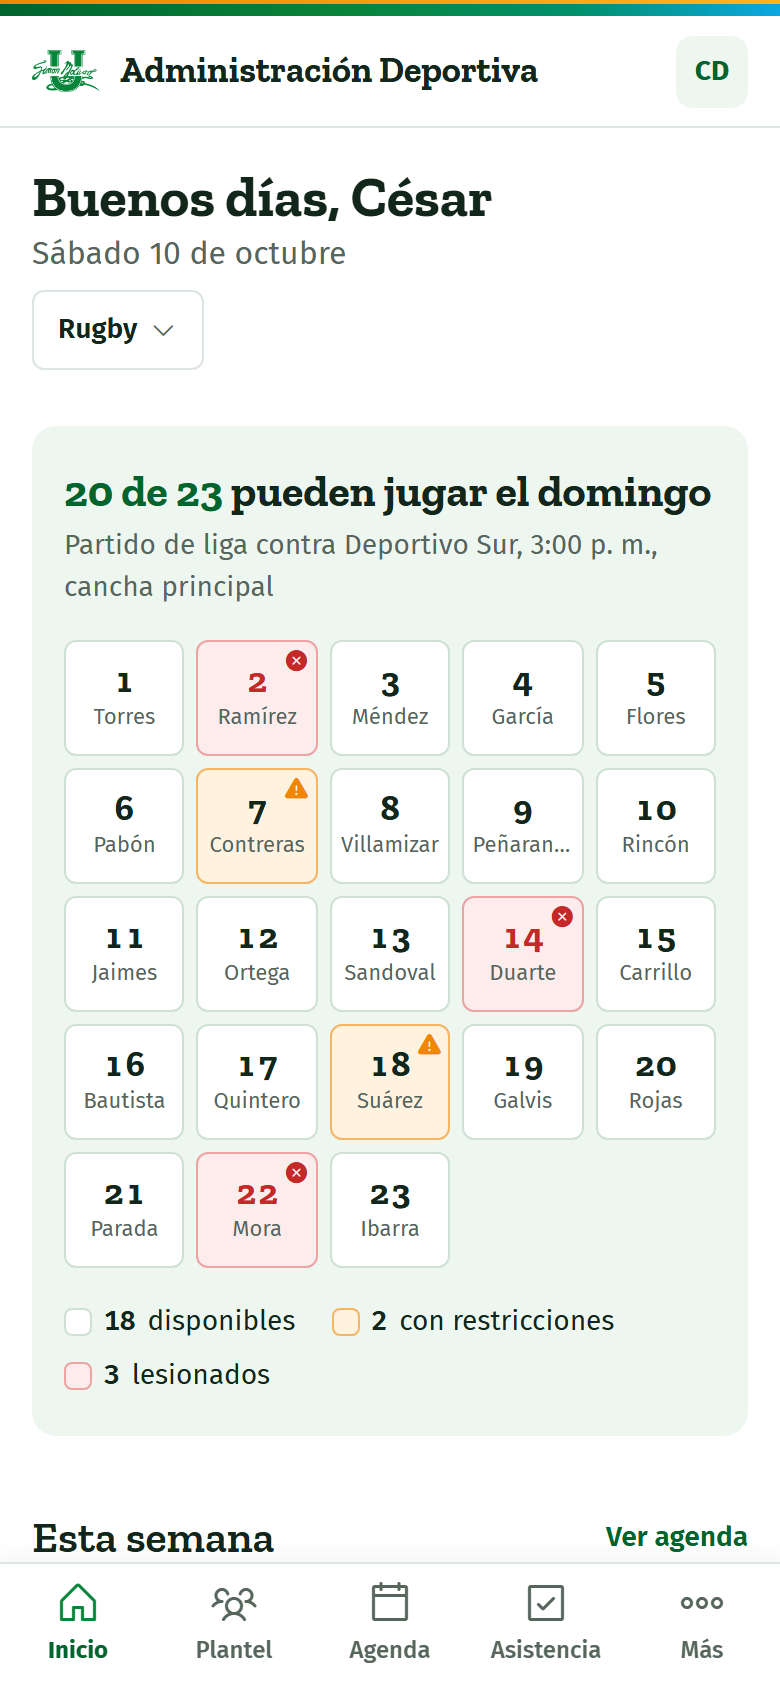 Simón Bolívar
Administración Deportiva
CD
Buenos días, César
Sábado 10 de octubre
Rugby
20 de 23 pueden jugar el domingo
Partido de liga contra Deportivo Sur, 3:00 p. m.,
cancha principal
1 2 3 4 5
Torres Ramírez Méndez García Flores
6 7 8 9 10
Pabón Contreras Villamizar Peñaran... Rincón
11 12 13 14 15
Jaimes Ortega Sandoval Duarte Carrillo
16 17 18 19 20
Bautista Quintero Suárez Galvis Rojas
21 22 23
Parada Mora Ibarra
18 disponibles 2 con restricciones
3 lesionados
Esta semana Ver agenda
Inicio Plantel Agenda Asistencia Más